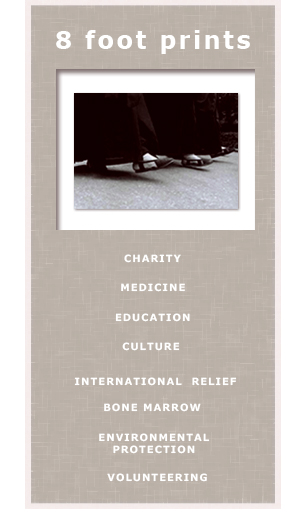 8 foot prints
CHARITY
MEDICINE
EDUCATION
CULTURE
INTERNATIONAL RELIEF
BONE MARROW
ENVIRONMENTAL
PROTECTION
VOLUNTEERING